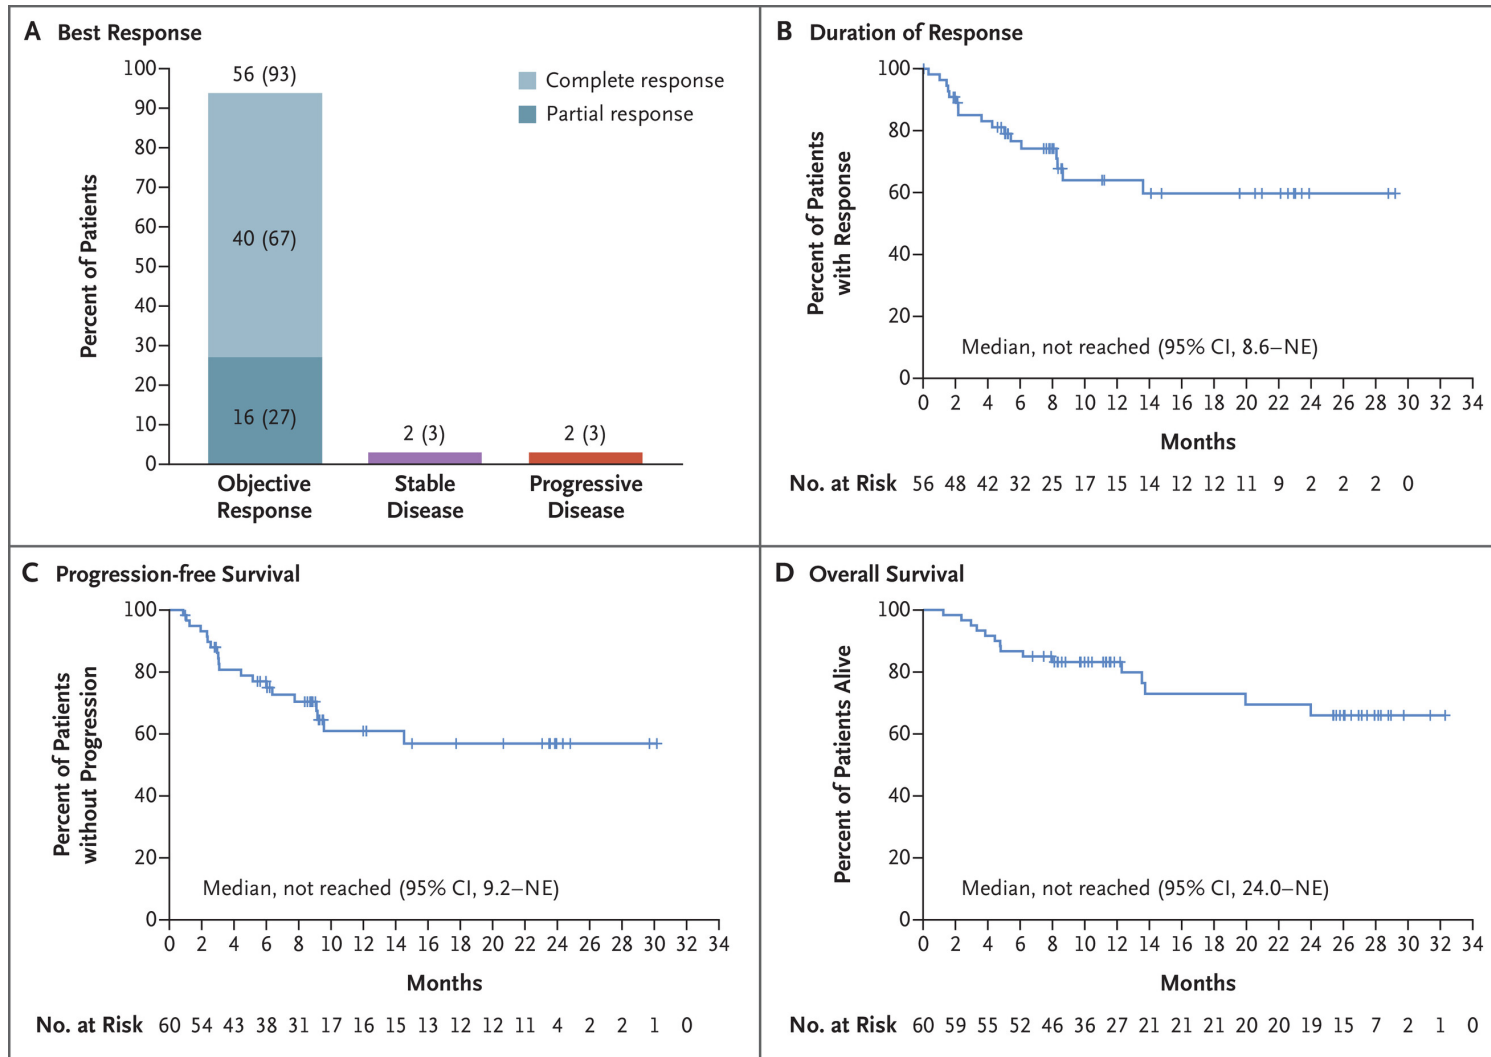 A Best Response
100
90
80
70
60
50
40
30
20
10
0
Percent of Patients
56 (93)
40 (67)
16 (27)
2 (3)
2 (3)
Complete response
Partial response
Objective
Response
Stable
Disease
Progressive
Disease
B Duration of Response
100
80
60
40
20
0
Percent of Patients
with Response
Median, not reached (95% CI, 8.6–NE)
0 2 4 6 8 10 12 14 16 18 20 22 24 26 28 30 32 34
Months
No. at Risk 56 48 42 32 25 17 15 14 12 12 11 9 2 2 2 0
C Progression-free Survival
100
80
60
40
20
0
Percent of Patients
without Progression
Median, not reached (95% CI, 9.2–NE)
0 2 4 6 8 10 12 14 16 18 20 22 24 26 28 30 32 34
Months
No. at Risk 60 54 43 38 31 17 16 15 13 12 12 11 4 2 2 1 0
D Overall Survival
100
80
60
40
20
0
Percent of Patients Alive
Median, not reached (95% CI, 24.0–NE)
0 2 4 6 8 10 12 14 16 18 20 22 24 26 28 30 32 34
Months
No. at Risk 60 59 55 52 46 36 27 21 21 21 20 20 19 15 7 2 1 0